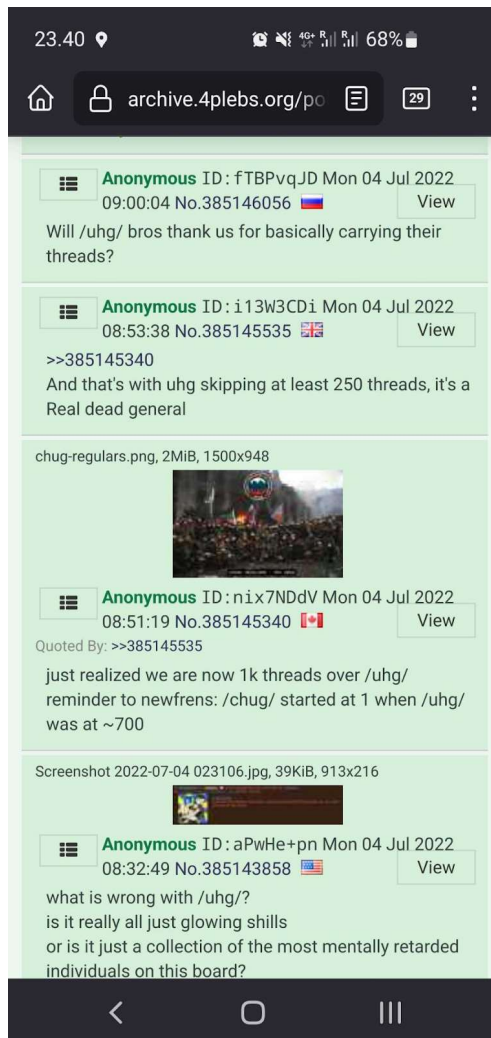 23.40
4G+ R R 68%
archive.4plebs.org/po
29
Anonymous ID:fTBPvqJD Mon 04 Jul 2022
09:00:04 No.385146056
View
Will /uhg/ bros thank us for basically carrying their
threads?
Anonymous ID:i13W3CDi Mon 04 Jul 2022
08:53:38 No.385145535
View
>>385145340
And that's with uhg skipping at least 250 threads, it's a
Real dead general
chug-regulars.png, 2MiB, 1500x948
Anonymous ID:nix7NDdV Mon 04 Jul 2022
08:51:19 No.385145340
View
Quoted By: >>385145535
just realized we are now 1k threads over /uhg/
reminder to newfrens: /chug/ started at 1 when /uhg/
was at ~700
Screenshot 2022-07-04 023106.jpg, 39KiB, 913x216
Anonymous ID:aPwHe+pn Mon 04 Jul 2022
08:32:49 No.385143858
View
what is wrong with /uhg/?
is it really all just glowing shills
or is it just a collection of the most mentally retarded
individuals on this board?